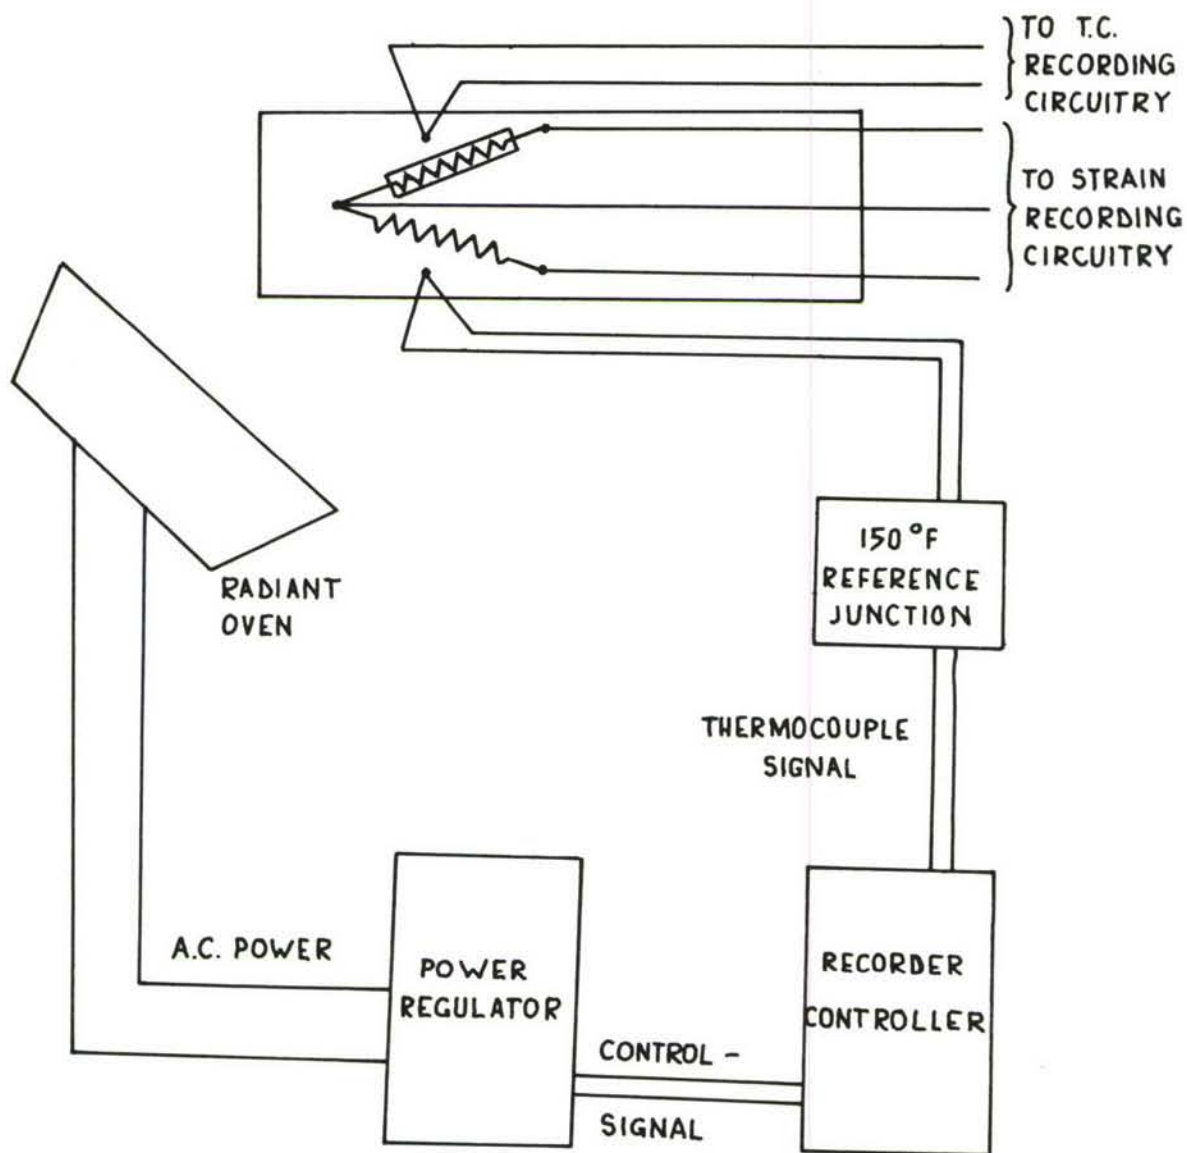 TO T.C.
RECORDING
CIRCUITRY
TO STRAIN
RECORDING
CIRCUITRY
150°F
REFERENCE
JUNCTION
RADIANT
OVEN
THERMOCOUPLE
SIGNAL
A.C. POWER
POWER
REGULATOR
RECORDER
CONTROLLER
CONTROL -
SIGNAL